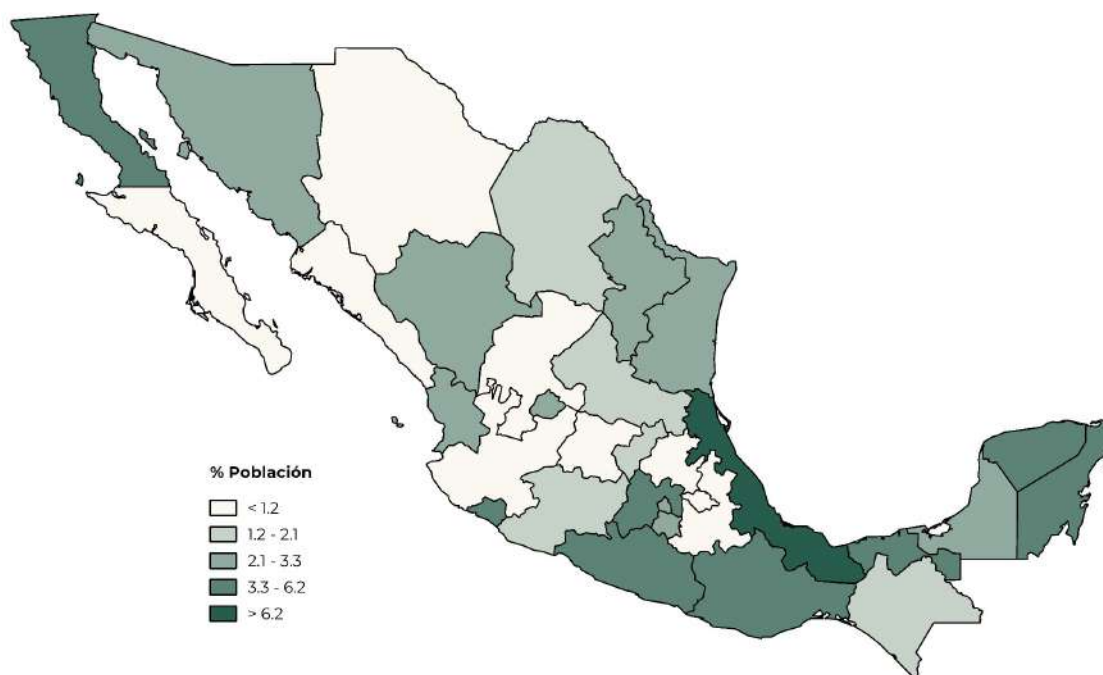 % Población
< 1.2
1.2 - 2.1
2.1 - 3.3
3.3 - 6.2
> 6.2